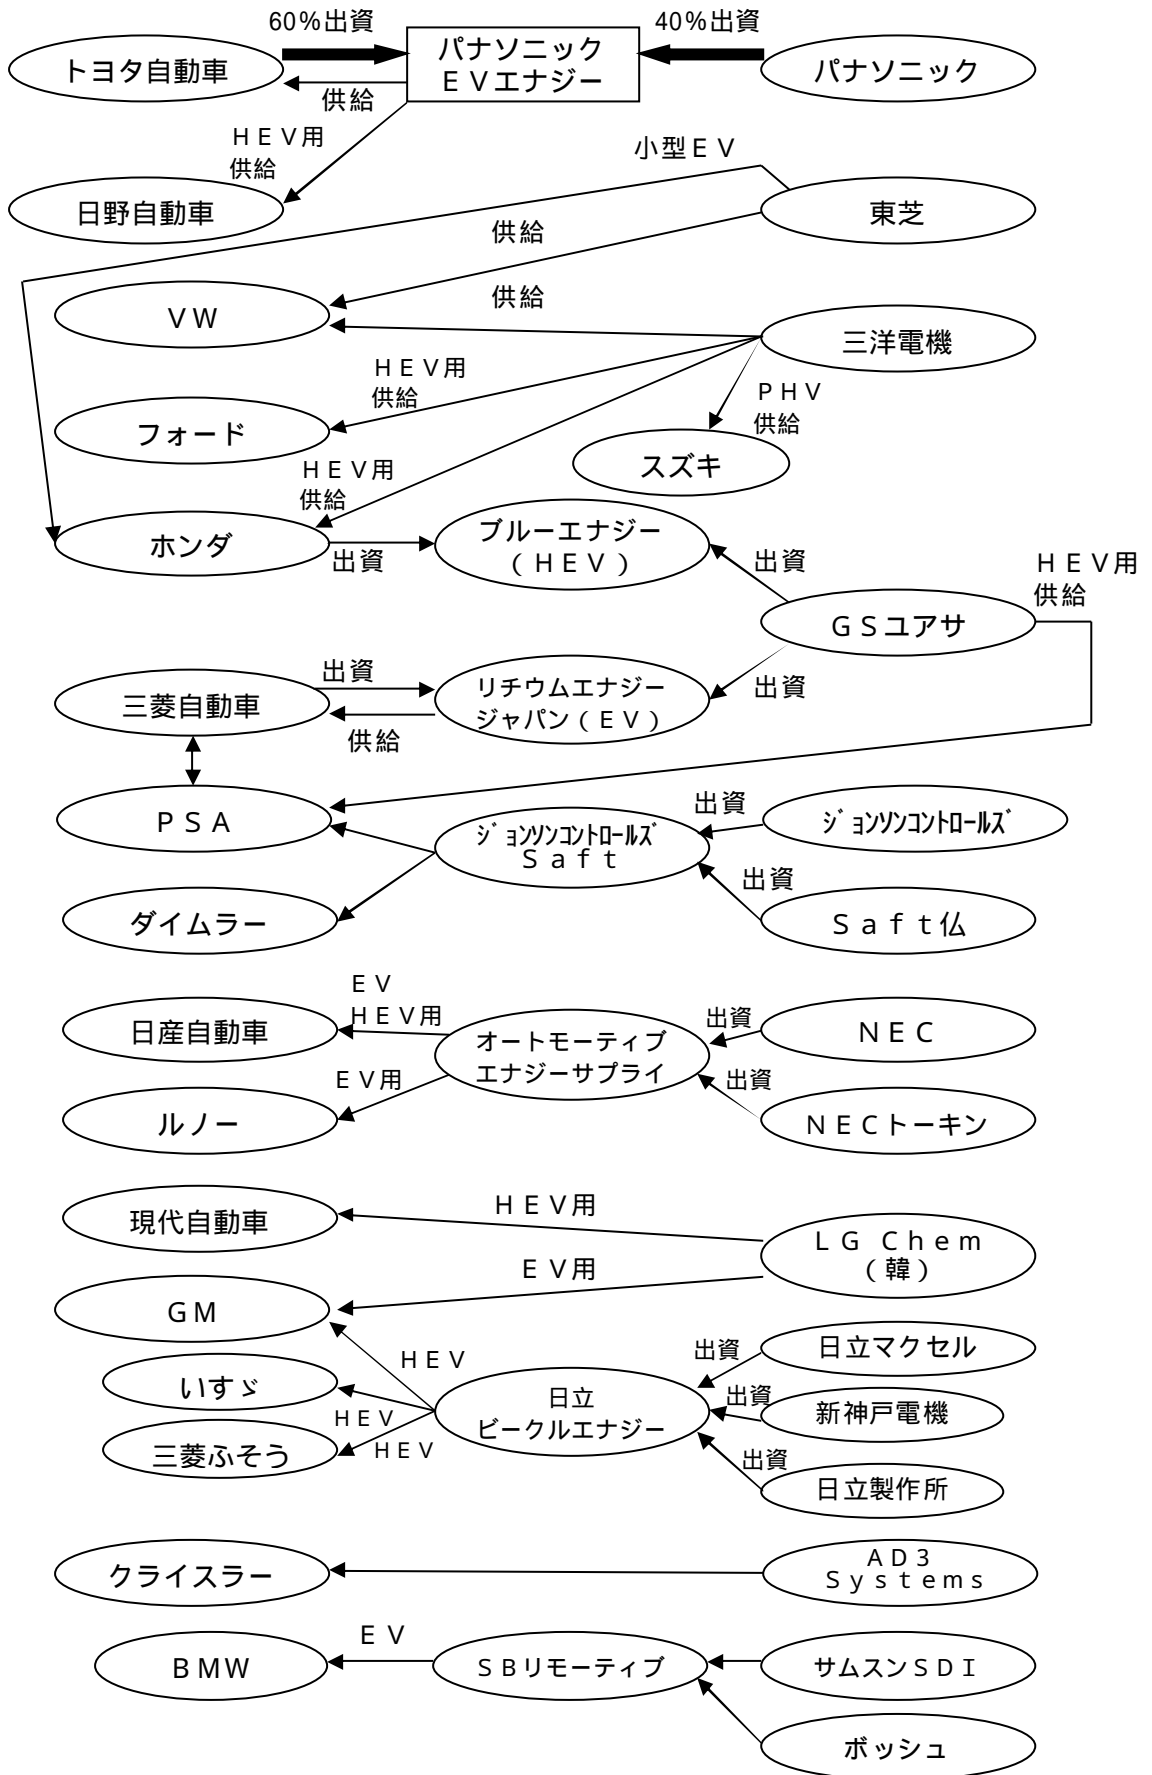 60%出資
40%出資
トヨタ自動車
パナソニック
ＥＶエナジー
パナソニック
供給
ＨＥＶ用
供給
小型ＥＶ
日野自動車
東芝
供給
ＶＷ
供給
三洋電機
ＨＥＶ用
供給
ＰＨＶ
供給
フォード
スズキ
ＨＥＶ用
供給
ホンダ
出資
ブルーエナジー
（ＨＥＶ）
出資
ＨＥＶ用
供給
ＧＳユアサ
三菱自動車
出資
供給
リチウムエナジー
ジャパン（ＥＶ）
出資
ＰＳＡ
ｼﾞｮﾝｿﾝｺﾝﾄﾛｰﾙｽﾞ
Ｓａｆｔ
出資
ｼﾞｮﾝｿﾝｺﾝﾄﾛｰﾙｽﾞ
出資
ダイムラー
Ｓａｆｔ仏
ＥＶ
ＨＥＶ用
日産自動車
オートモーティブ
エナジーサプライ
出資
ＮＥＣ
ＥＶ用
出資
ルノー
ＮＥＣトーキン
現代自動車
ＨＥＶ用
ＬＧ Ｃｈｅｍ
（韓）
ＥＶ用
ＧＭ
ＨＥＶ
出資
日立マクセル
いすゞ
日立
ビークルエナジー
出資
新神戸電機
ＨＥＶ
三菱ふそう
ＨＥＶ
出資
日立製作所
クライスラー
ＡＤ３
Ｓｙｓｔｅｍｓ
ＢＭＷ
ＥＶ
ＳＢリモーティブ
サムスンＳＤＩ
ボッシュ